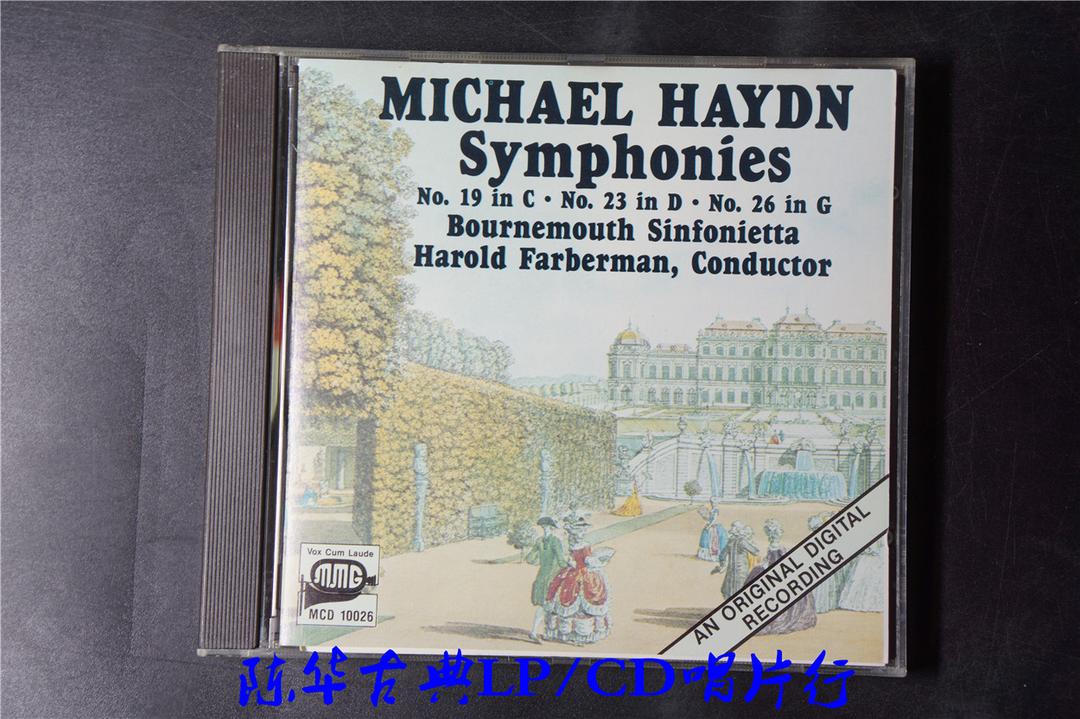 MICHAEL HAYDN
Symphonies
No. 19 in C · No. 23 in D · No. 26 in G
Bournemouth Sinfonietta
Harold Farberman, Conductor
AN ORIGINAL DIGITAL
RECORDING
Vox Cum Laude
MMG
MCD 10026
陈华古典LP/CD唱片行